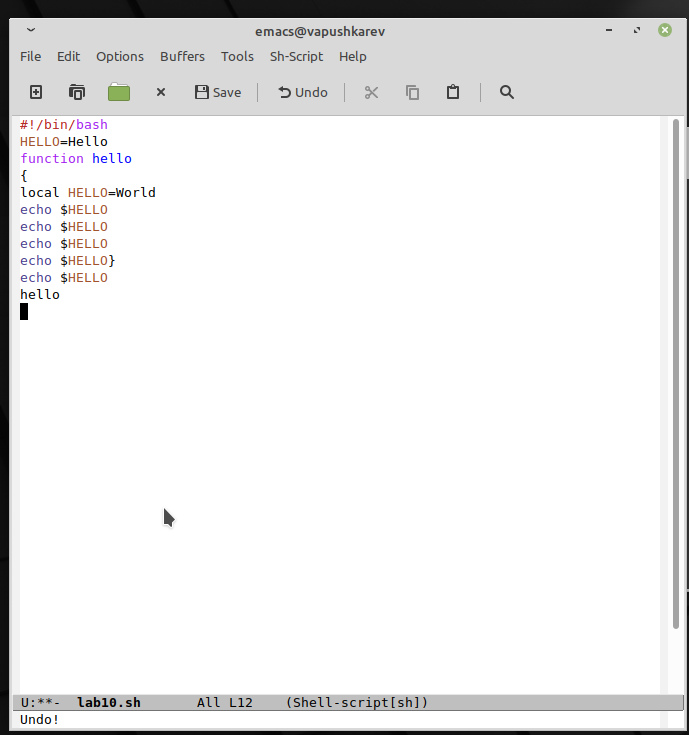 emacs@vapushkarev
File Edit Options Buffers Tools Sh-Script Help
Save Undo
#!/bin/bash
HELLO=Hello
function hello
{
local HELLO=World
echo $HELLO
echo $HELLO
echo $HELLO
echo $HELLO}
echo $HELLO
hello
U:**- lab10.sh All L12 (Shell-script[sh])
Undo!